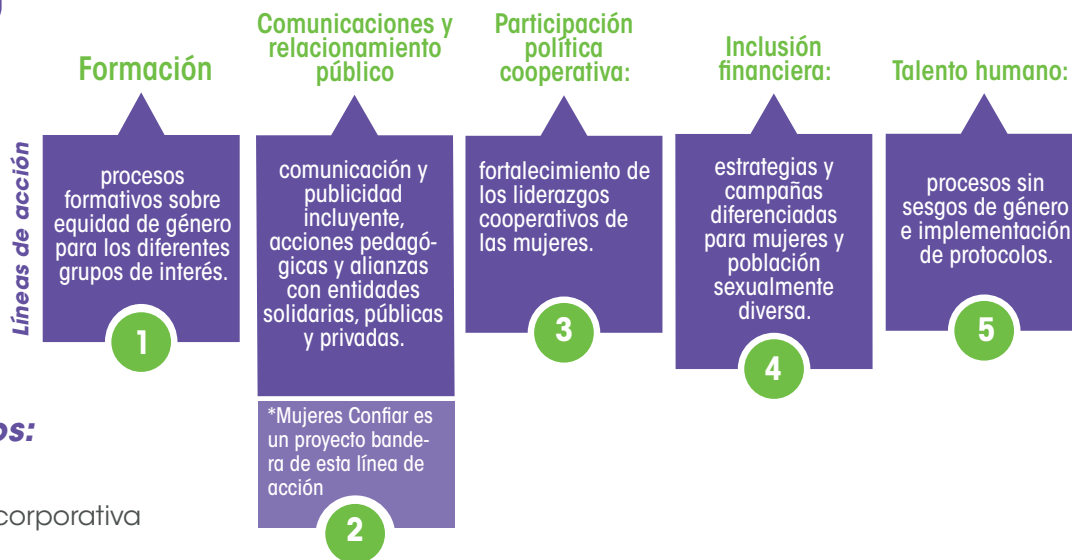 Líneas de acción
Formación
procesos
formativos sobre
equidad de género
para los diferentes
grupos de interés.
1
Comunicaciones y
relacionamiento
público
comunicación y
publicidad
incluyente,
acciones pedagó-
gicas y alianzas
con entidades
solidarias, públicas
y privadas.
*Mujeres Confiar es
un proyecto bande-
ra de esta línea de
acción
2
Participación
política
cooperativa:
fortalecimiento de
los liderazgos
cooperativos de
las mujeres.
3
Inclusión
financiera:
estrategias y
campañas
diferenciadas
para mujeres y
población
sexualmente
diversa.
4
Talento humano:
procesos sin
sesgos de género
e implementación
de protocolos.
5
os:
corporativa